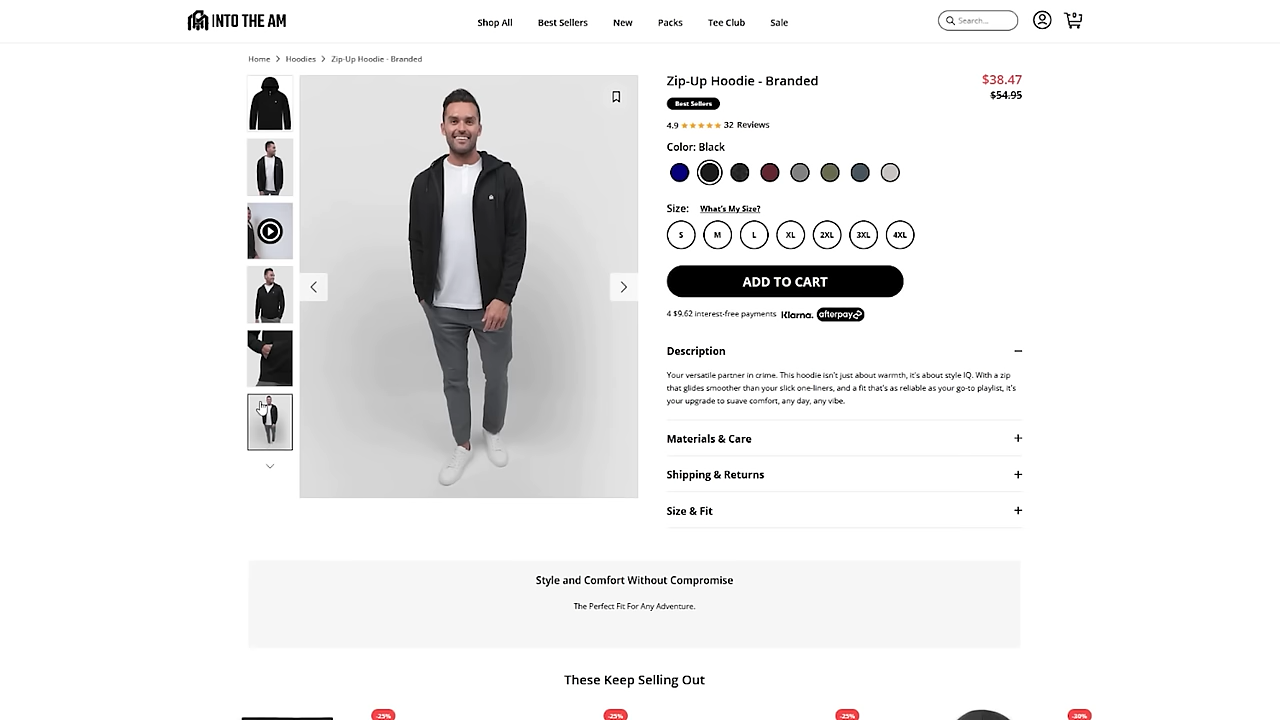 INTO THE AM
Shop All
Best Sellers
New
Packs
Tee Club
Sale
Search...
0
Home > Hoodies > Zip-Up Hoodie - Branded
Zip-Up Hoodie - Branded
$38.47
$54.95
Best Sellers
4.9 ★★★★★ 32 Reviews
Color: Black
Size: What's My Size?
S M L XL 2XL 3XL 4XL
ADD TO CART
4 $9.62 interest-free payments Klarna. afterpay
Description
Your versatile partner in crime. This hoodie isn't just about warmth, it's about style IQ. With a zip
that glides smoother than your slick one-liners, and a fit that's as reliable as your go-to playlist, it's
your upgrade to suave comfort, any day, any vibe.
Materials & Care
Shipping & Returns
Size & Fit
Style and Comfort Without Compromise
The Perfect Fit For Any Adventure.
These Keep Selling Out
-25%
-25%
-25%
-30%